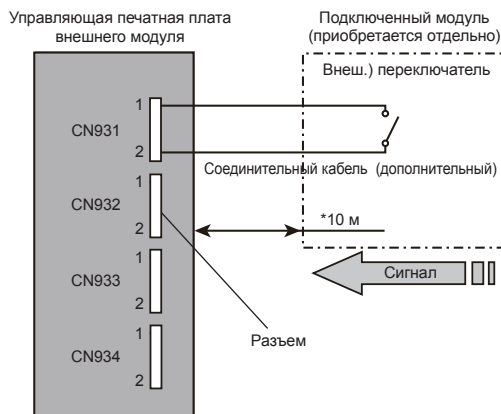 Управляющая печатная плата
внешнего модуля
Подключенный модуль
(приобретается отдельно)
Внеш.) переключатель
1
CN931
2
Соединительный кабель (дополнительный)
1
CN932
2
*10 м
1
CN933
2
Сигнал
1
CN934
2
Разъем